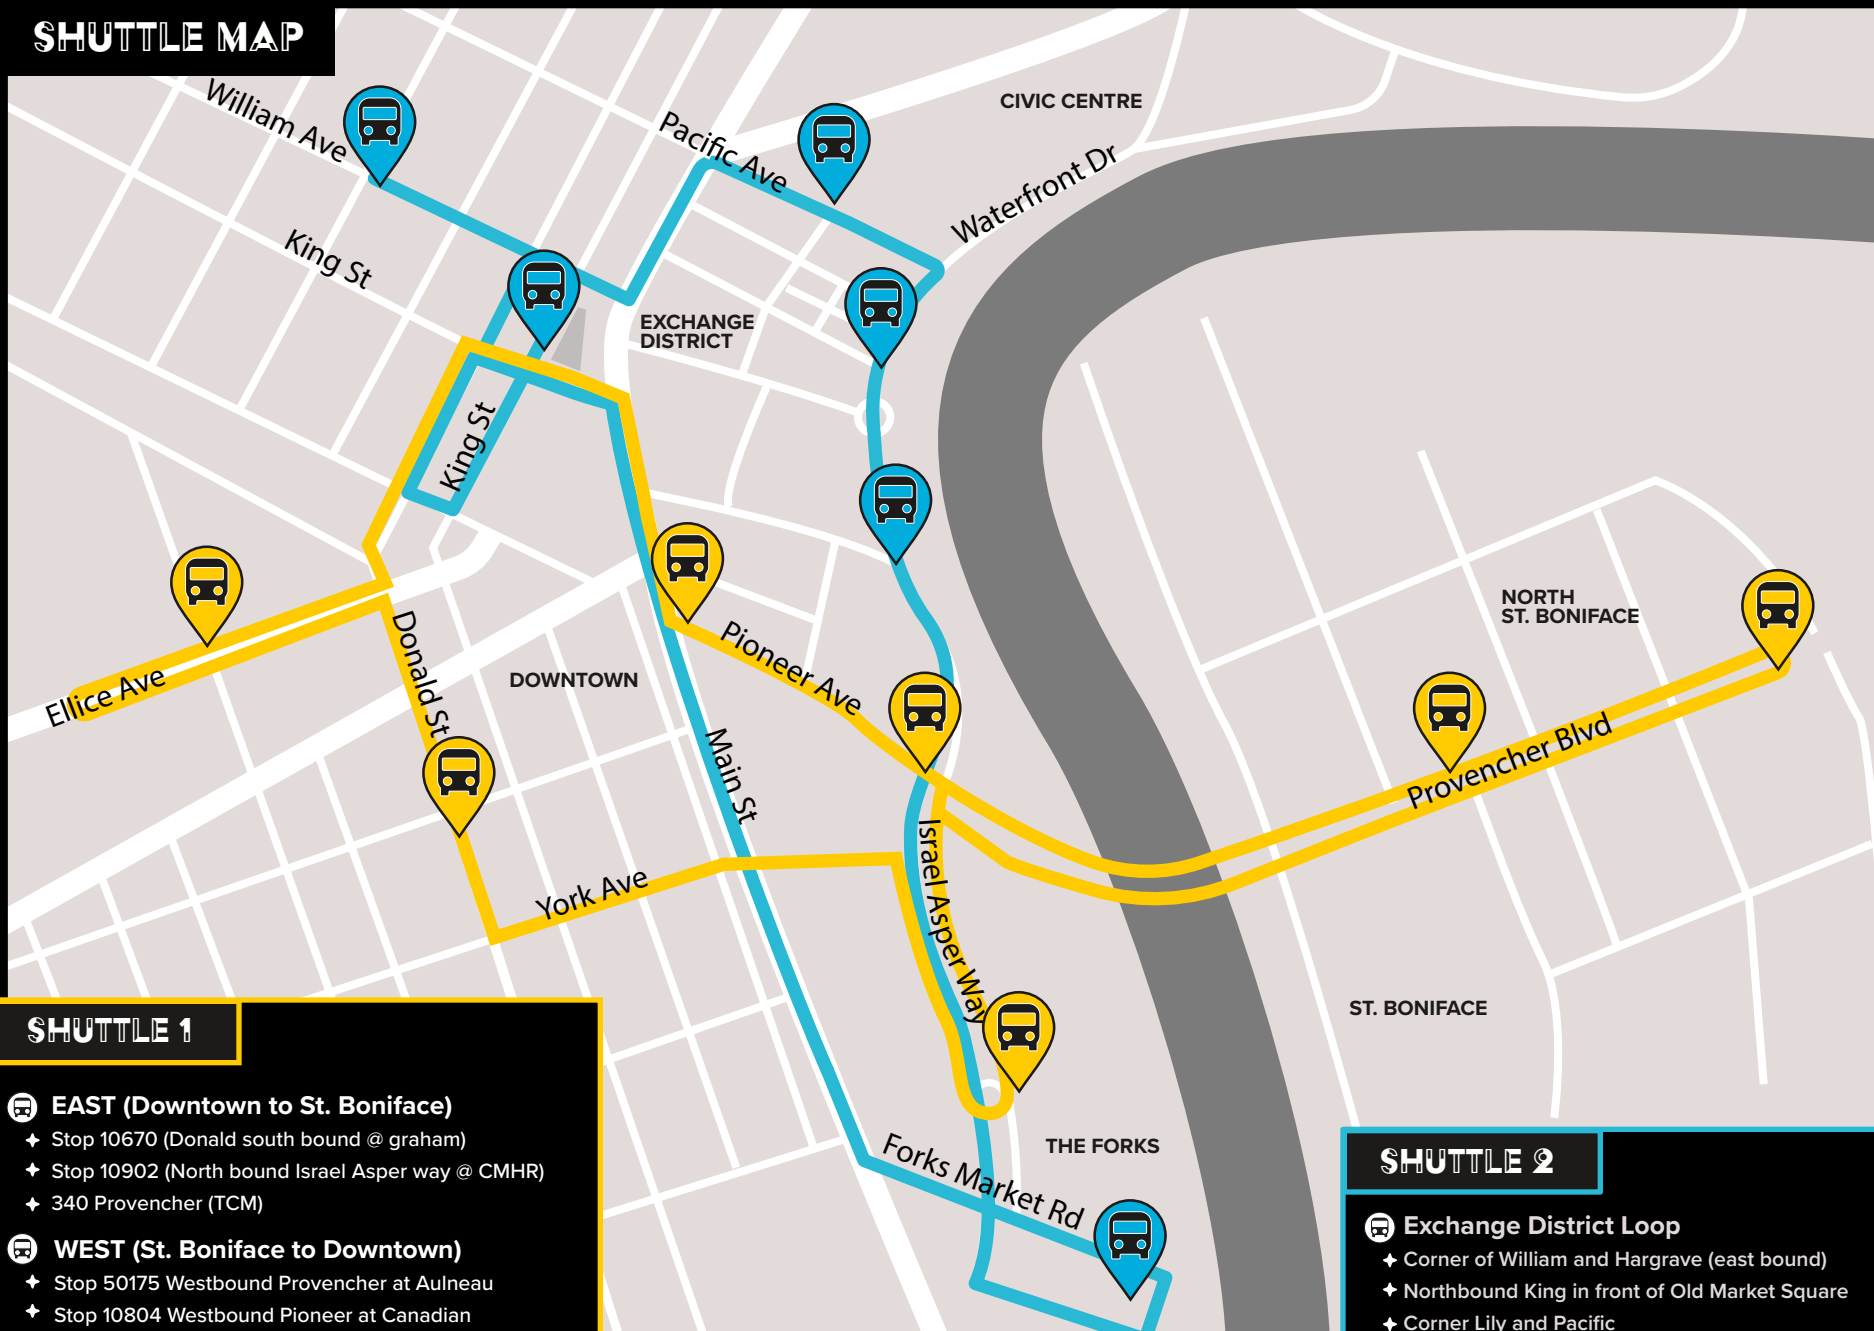 SHUTTLE MAP
William Ave
Pacific Ave
CIVIC CENTRE
Waterfront Dr
King St
EXCHANGE
DISTRICT
King St
NORTH
ST. BONIFACE
Ellice Ave
Donald St
DOWNTOWN
Pioneer Ave
Main St
Provencher Blvd
York Ave
Israel Asper Way
ST. BONIFACE
THE FORKS
Forks Market Rd
SHUTTLE 1
EAST (Downtown to St. Boniface)
Stop 10670 (Donald south bound @ graham)
Stop 10902 (North bound Israel Asper way @ CMHR)
340 Provencher (TCM)
WEST (St. Boniface to Downtown)
Stop 50175 Westbound Provencher at Aulneau
Stop 10804 Westbound Pioneer at Canadian
SHUTTLE 2
Exchange District Loop
Corner of William and Hargrave (east bound)
Northbound King in front of Old Market Square
Corner Lily and Pacific